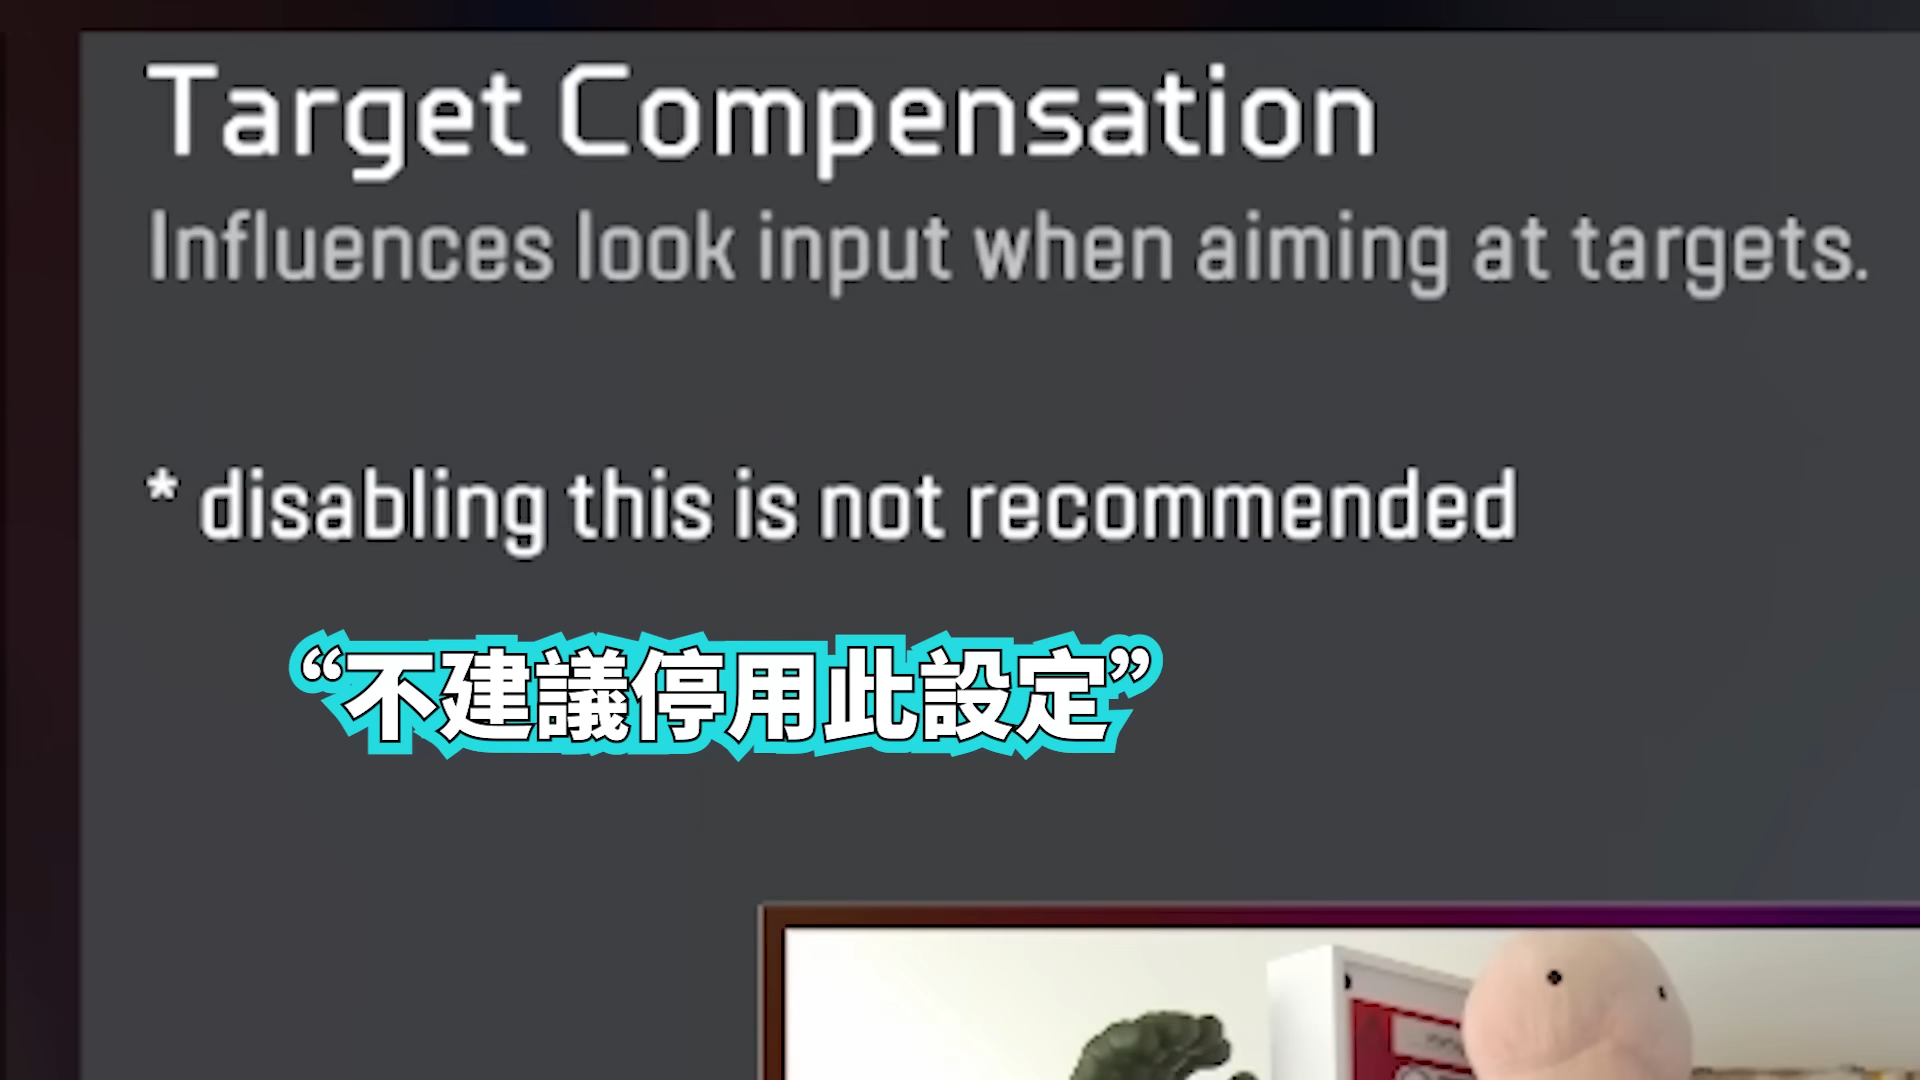 Target Compensation
Influences look input when aiming at targets.
* disabling this is not recommended
“不建議停用此設定”